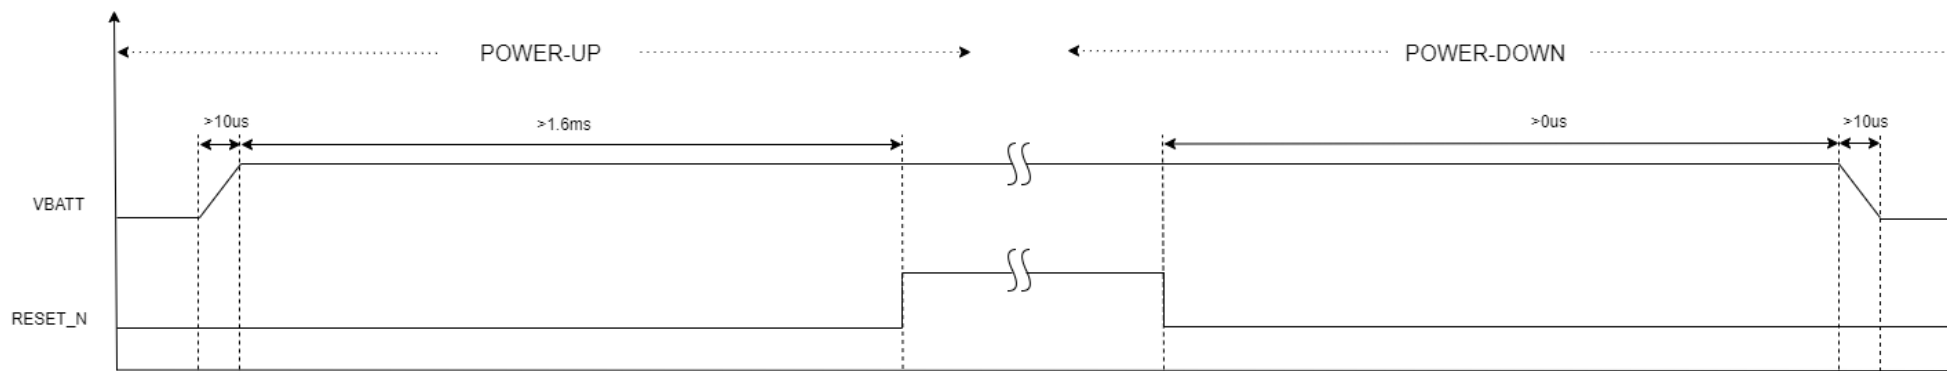 POWER-UP
POWER-DOWN
>10us
>1.6ms
>0us
>10us
VBATT
RESET_N